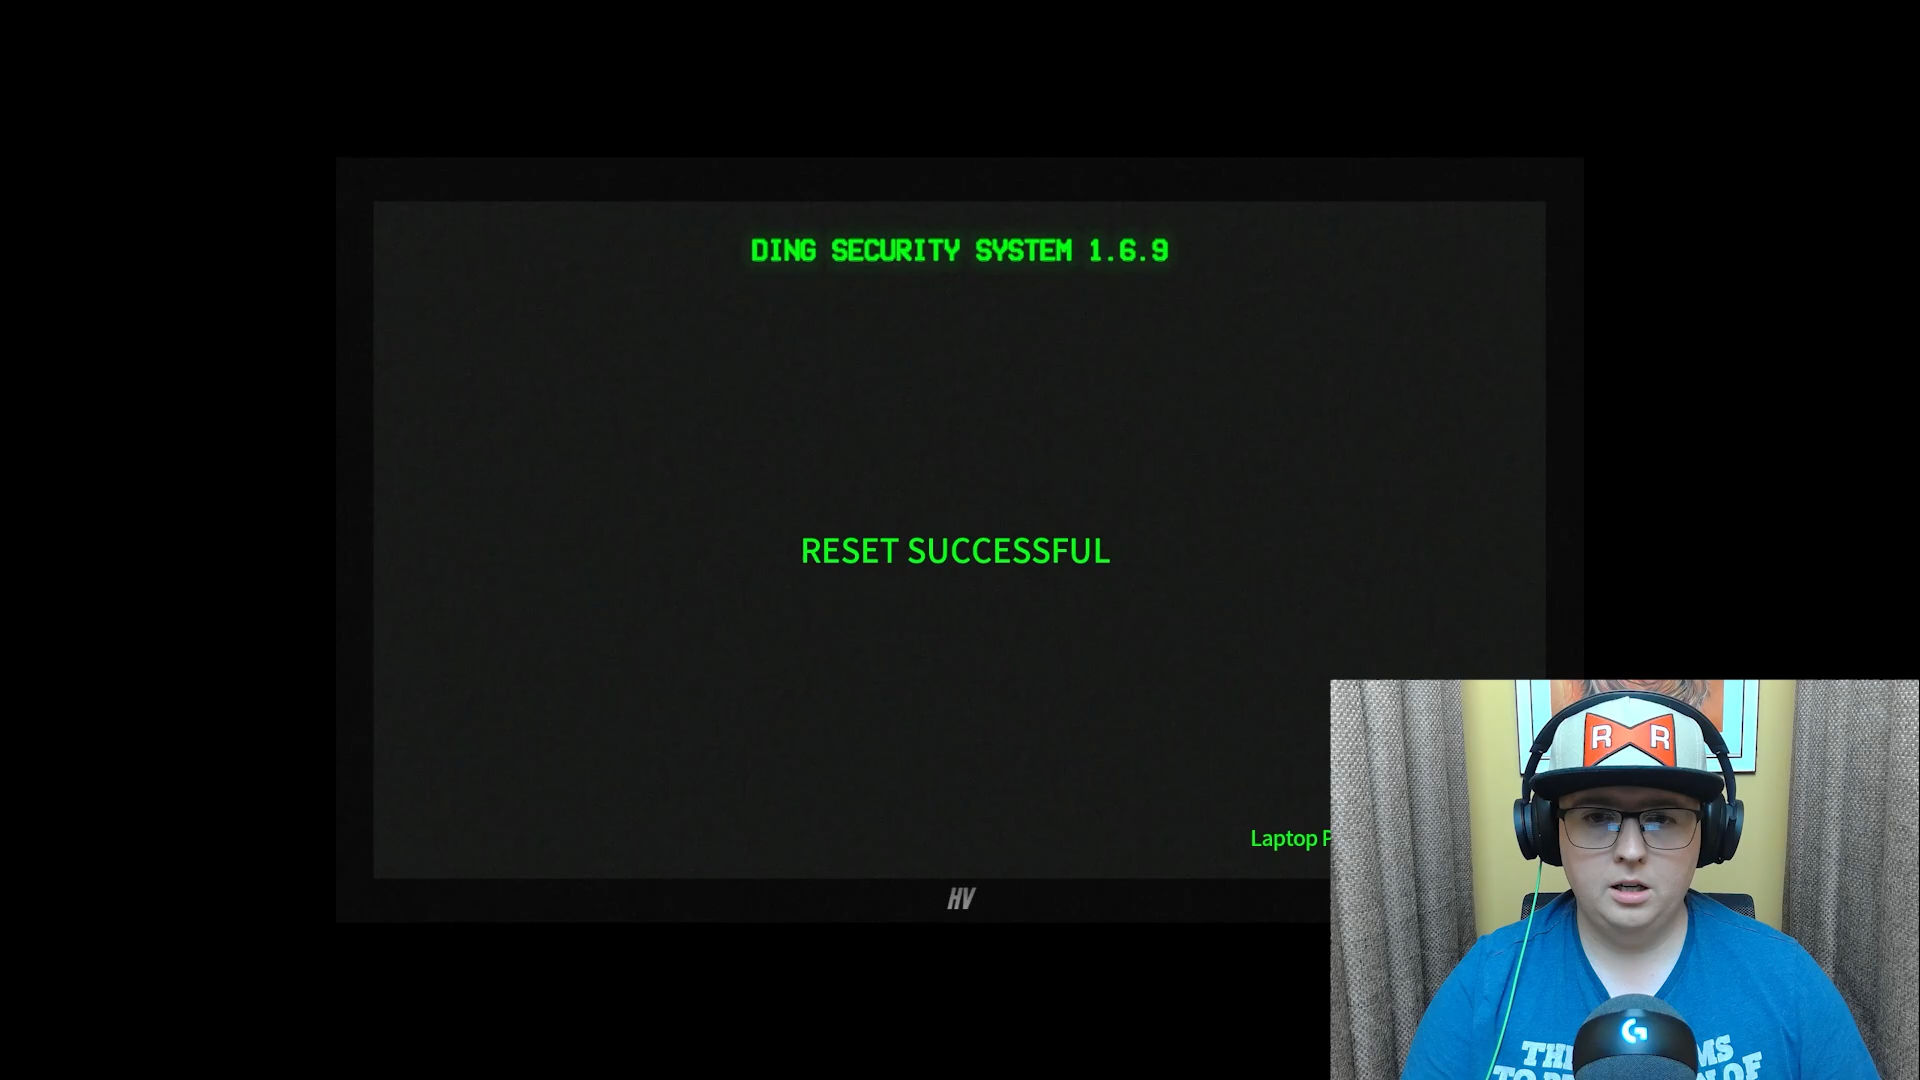 DING SECURITY SYSTEM 1.6.9
RESET SUCCESSFUL
Laptop
HV
R R
G